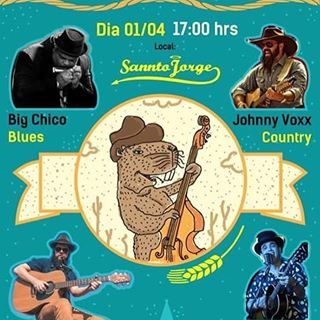 Dia 01/04 17:00 hrs
Local:
Sannto Jorge
Big Chico
Blues
Johnny Voxx
Country